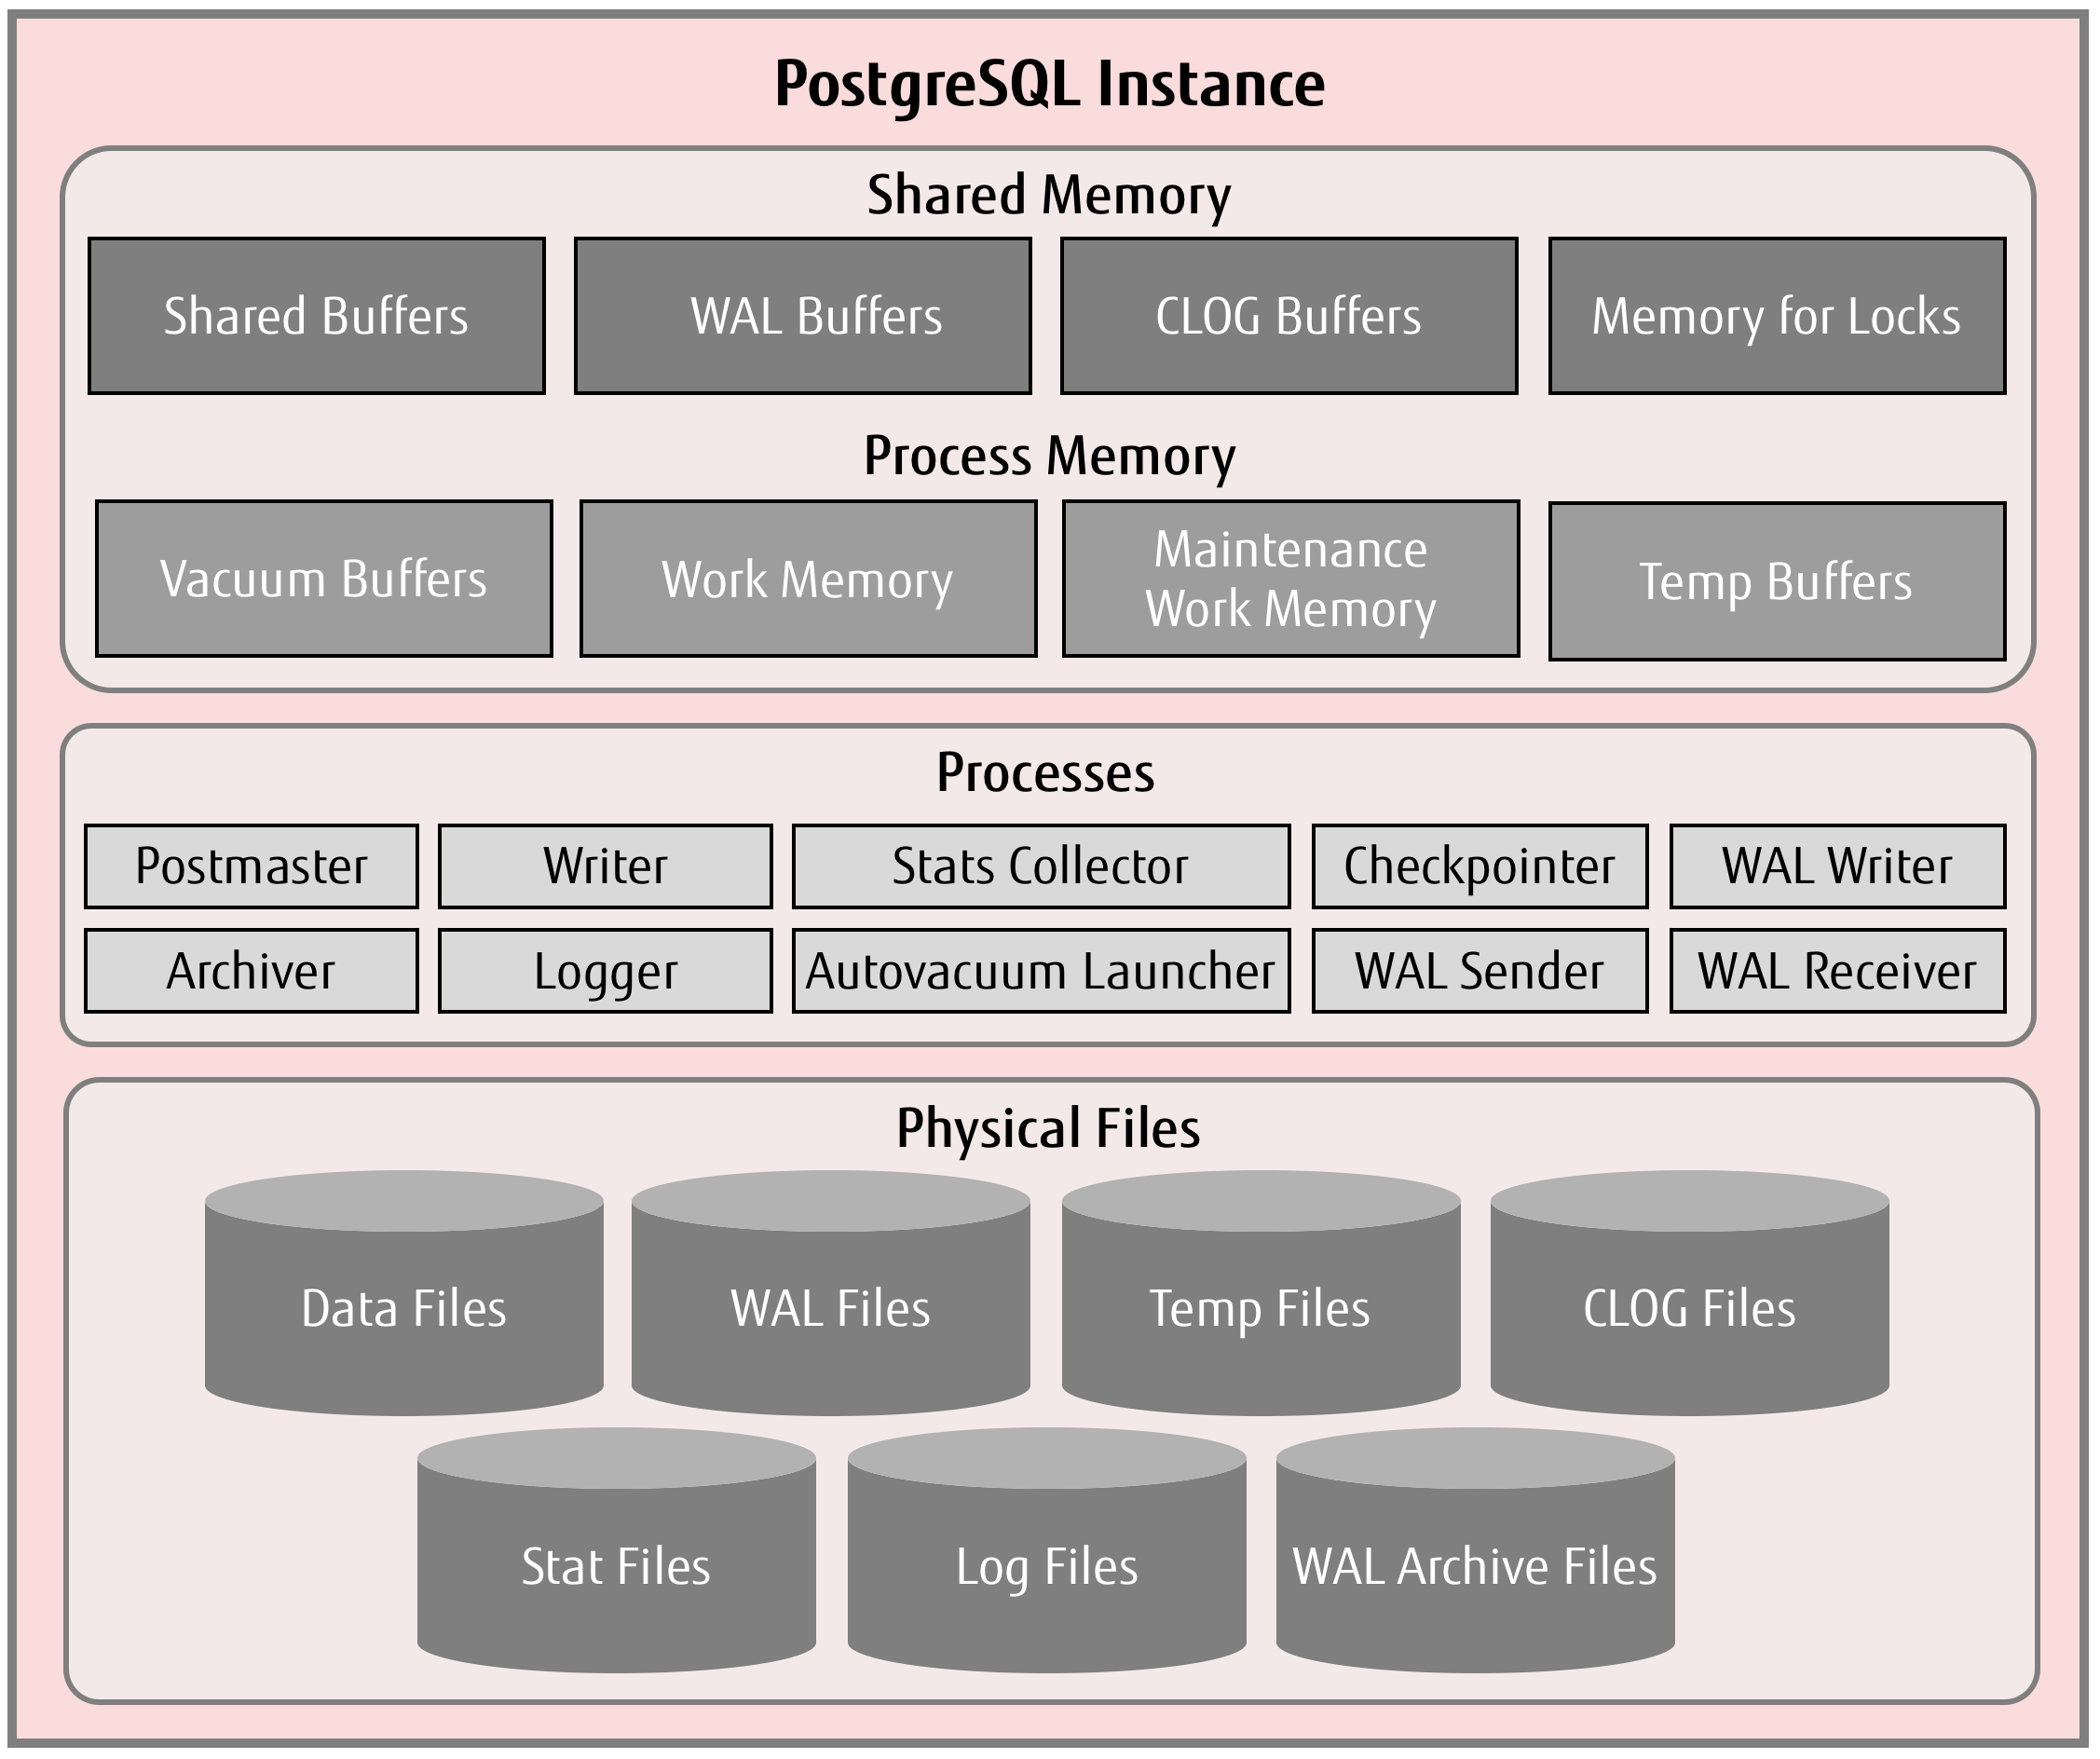 PostgreSQL Instance
Shared Memory
Shared Buffers
WAL Buffers
CLOG Buffers
Memory for Locks
Process Memory
Vacuum Buffers
Work Memory
Maintenance
Work Memory
Temp Buffers
Processes
Postmaster
Writer
Stats Collector
Checkpointer
WAL Writer
Archiver
Logger
Autovacuum Launcher
WAL Sender
WAL Receiver
Physical Files
Data Files
WAL Files
Temp Files
CLOG Files
Stat Files
Log Files
WAL Archive Files